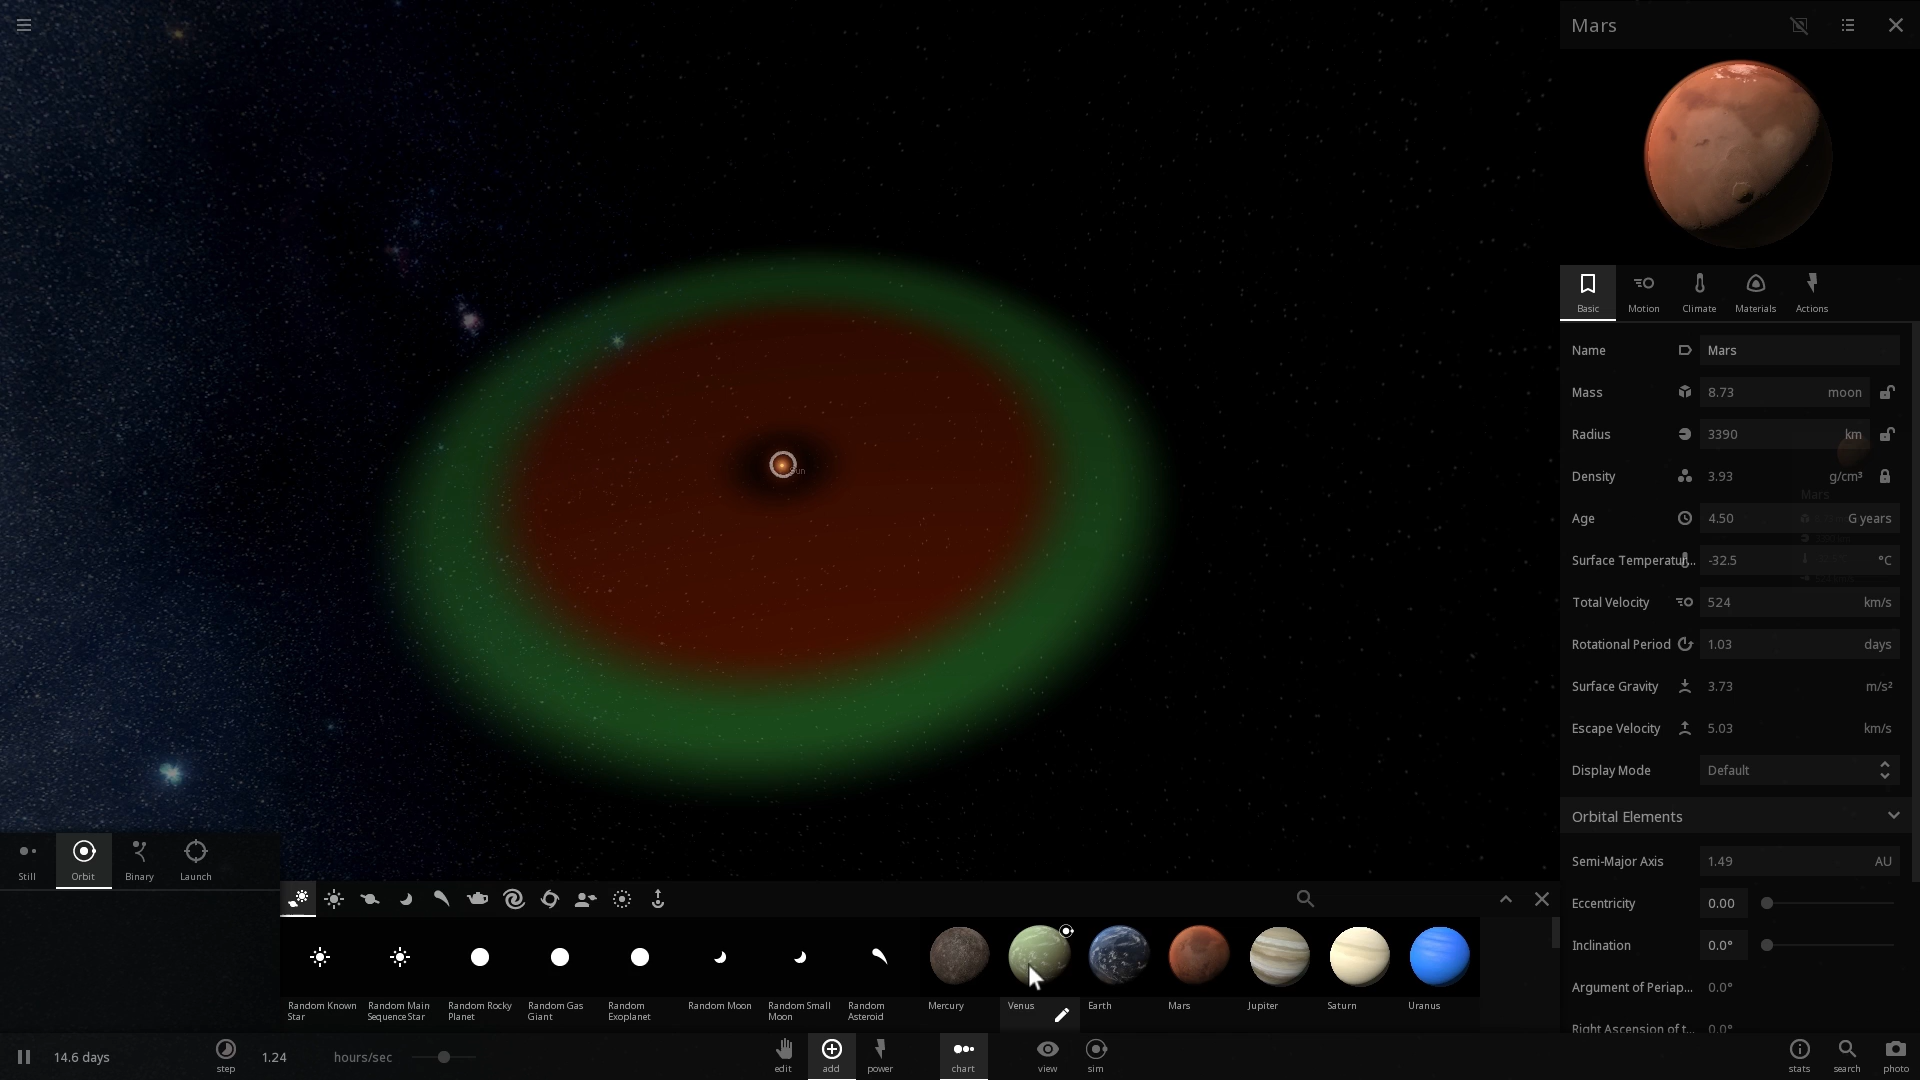 Mars
Basic
Motion
Climate
Materials
Actions
Name
Mars
Mass
8.73
moon
Radius
3390
km
Density
3.93
g/cm³
Mars
Age
4.50
G years
Surface Temperatur...
-32.5
°C
Total Velocity
524
km/s
Rotational Period
1.03
days
Surface Gravity
3.73
m/s²
Escape Velocity
5.03
km/s
Display Mode
Default
Orbital Elements
Semi-Major Axis
1.49
AU
Eccentricity
0.00
Inclination
0.0°
Argument of Periap...
0.0°
Right Ascension of t...
0.0°
Sun
Still
Orbit
Binary
Launch
Random Known
Star
Random Main
Sequence Star
Random Rocky
Planet
Random Gas
Giant
Random
Exoplanet
Random Moon
Random Small
Moon
Random
Asteroid
Mercury
Venus
Earth
Mars
Jupiter
Saturn
Uranus
14.6 days
step
1.24
hours/sec
edit
add
power
chart
view
sim
stats
search
photo